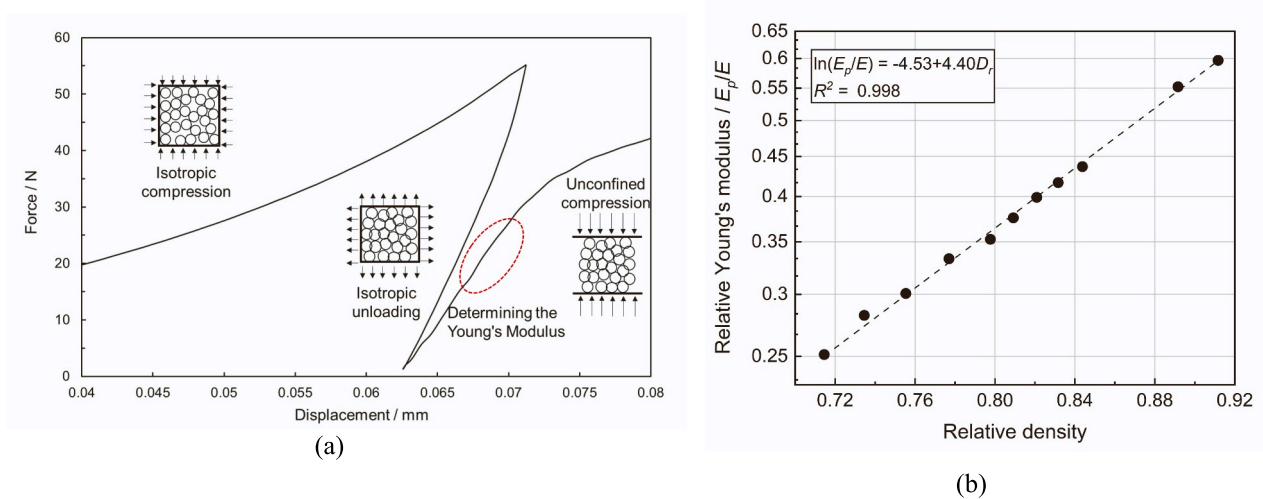 60
50
40
30
20
10
0
Force / N
0.04
0.045
0.05
0.055
0.06
0.065
0.07
0.075
0.08
Displacement / mm
Isotropic
compression
Isotropic
unloading
Determining the
Young's Modulus
Unconfined
compression
(a)
0.65
0.6
0.55
0.5
0.45
0.4
0.35
0.3
0.25
Relative Young's modulus / Eₚ/E
ln(Eₚ/E) = -4.53+4.40Dᵣ
R² = 0.998
0.72
0.76
0.80
0.84
0.88
0.92
Relative density
(b)